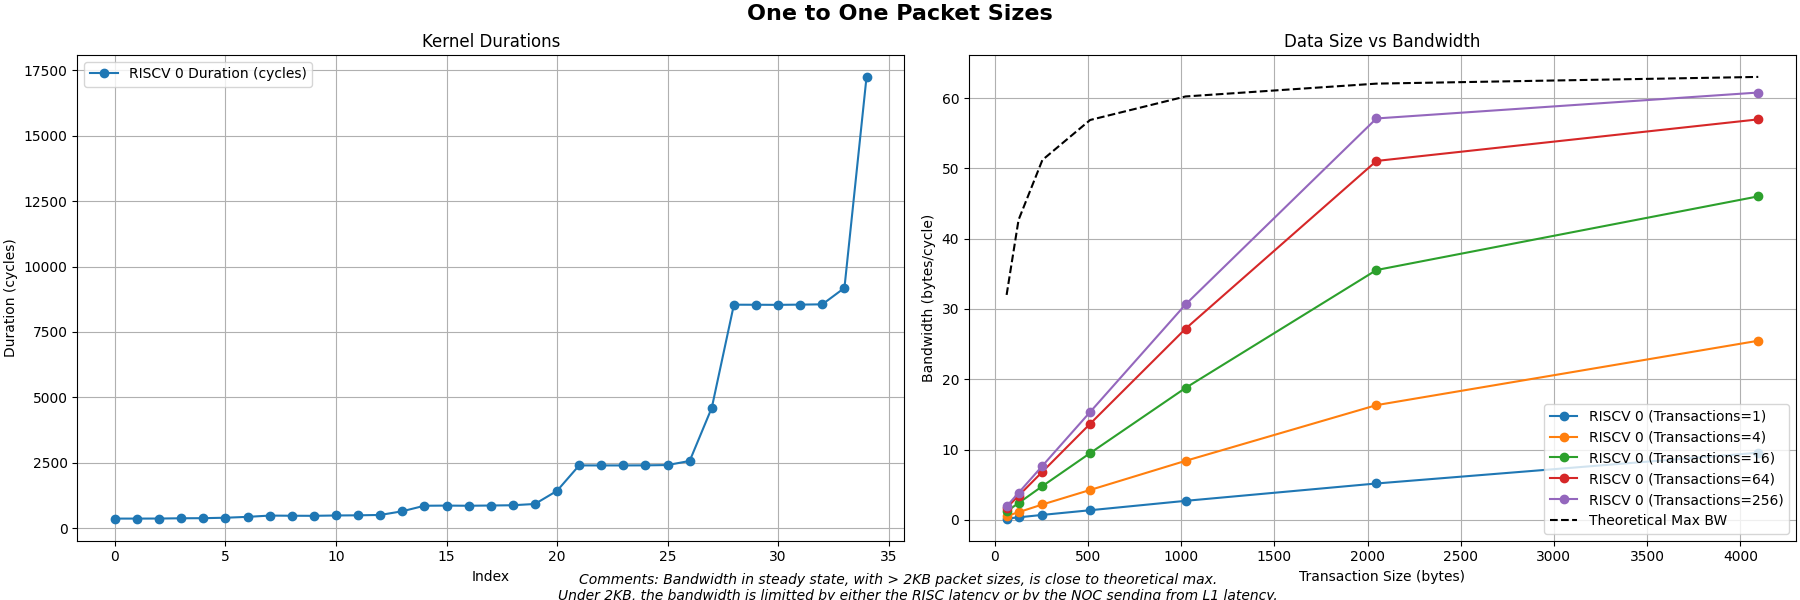 One to One Packet Sizes
Kernel Durations
RISCV 0 Duration (cycles)
Duration (cycles)
17500
15000
12500
10000
7500
5000
2500
0
0 5 10 15 20 25 30 35
Index
Data Size vs Bandwidth
Bandwidth (bytes/cycle)
60
50
40
30
20
10
0
RISCV 0 (Transactions=1)
RISCV 0 (Transactions=4)
RISCV 0 (Transactions=16)
RISCV 0 (Transactions=64)
RISCV 0 (Transactions=256)
Theoretical Max BW
0 500 1000 1500 2000 2500 3000 3500 4000
Transaction Size (bytes)
Comments: Bandwidth in steady state, with > 2KB packet sizes, is close to theoretical max.
Under 2KB, the bandwidth is limitted by either the RISC latency or by the NOC sending from L1 latency.